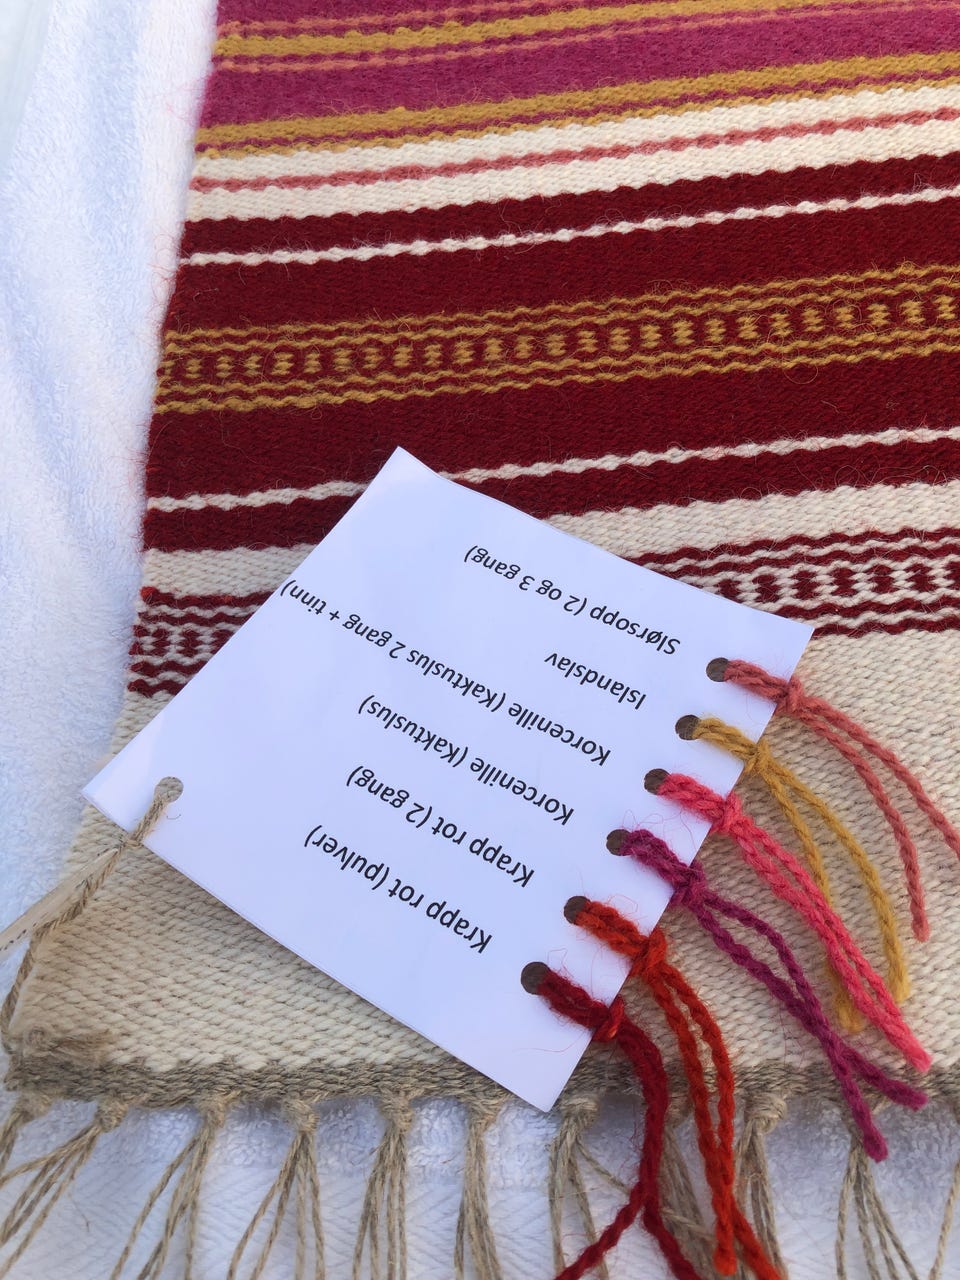 Krapp rot (pulver)
Krapp rot (2 gang)
Korcenille (Kaktuslus)
Korcenille (Kaktuslus 2 gang + tinn)
Islandslav
Slørsopp (2 og 3 gang)